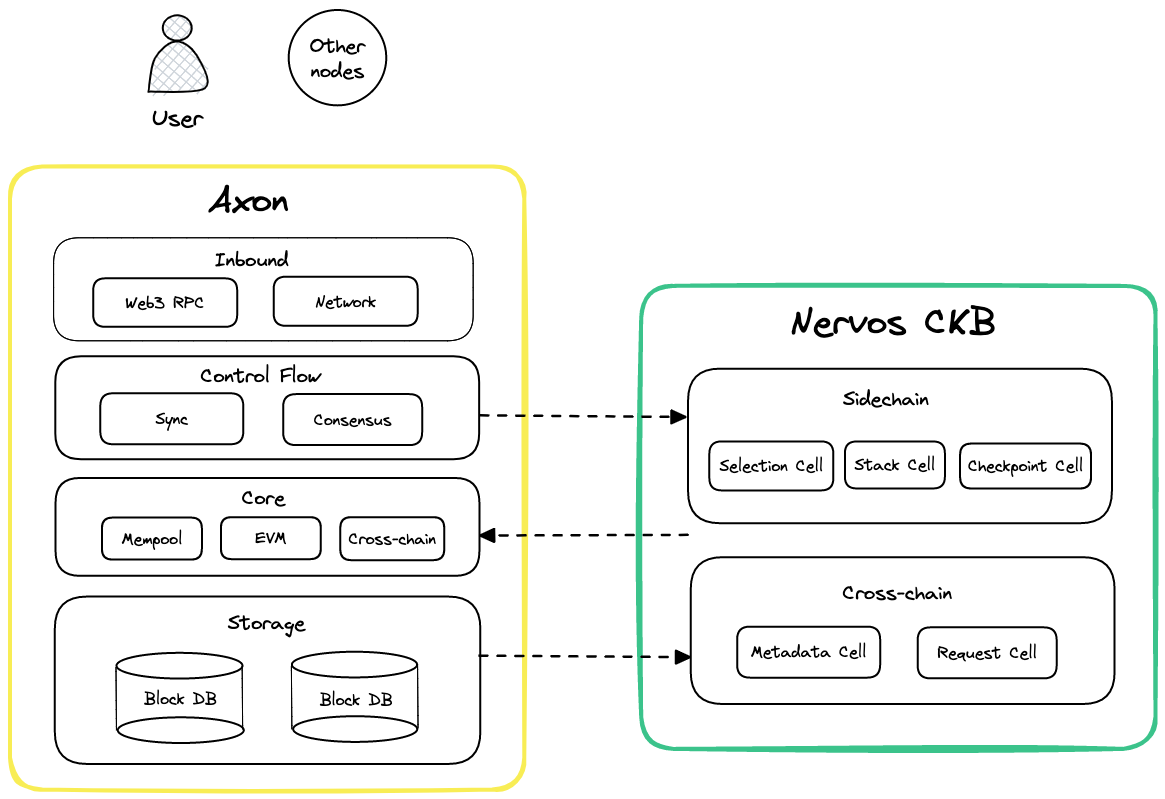 Other
nodes
User
Axon
Inbound
Web3 RPC
Network
Control Flow
Sync
Consensus
Core
Mempool
EVM
Cross-chain
Storage
Block DB
Block DB
Nervos CKB
Sidechain
Selection Cell
Stack Cell
Checkpoint Cell
Cross-chain
Metadata Cell
Request Cell